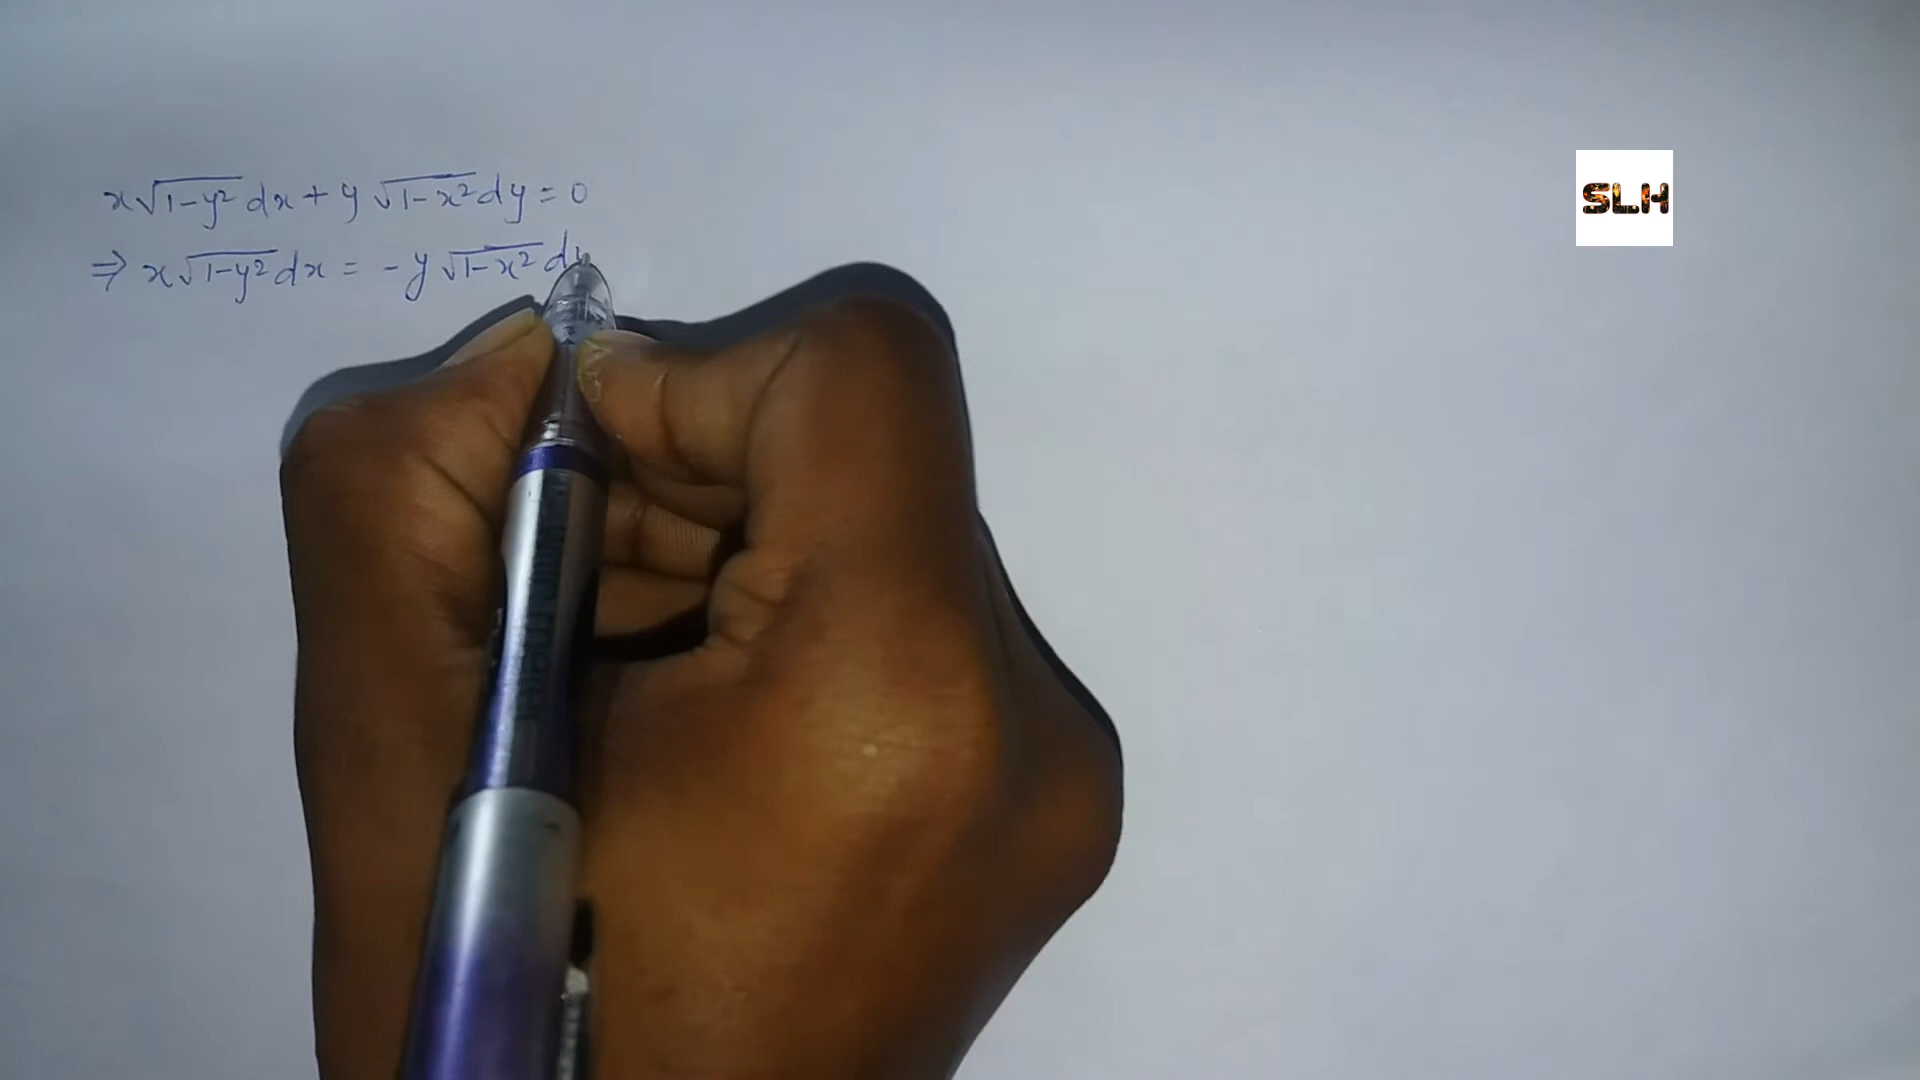 x√(1-y²) dx + y √(1-x²) dy = 0
⇒ x√(1-y²) dx = -y √(1-x²) dy
SLH